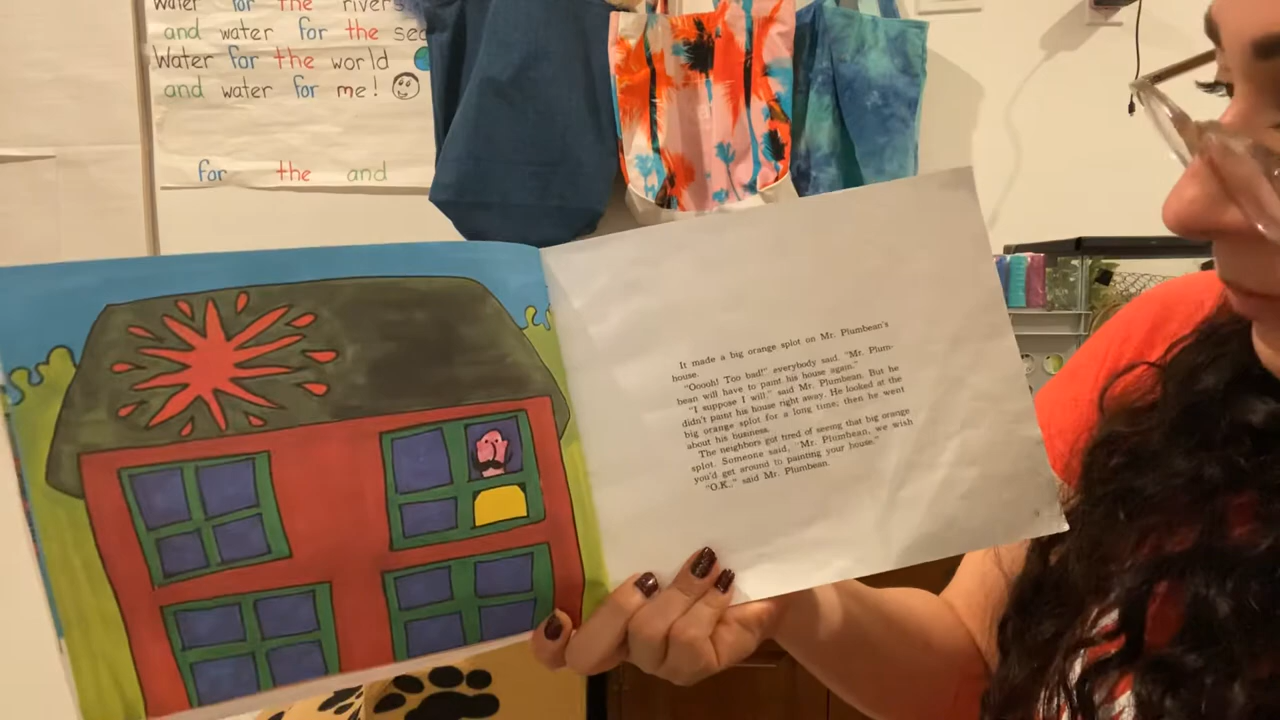 Water for the rivers
and water for the sea
Water for the world
and water for me!
for the and
It made a big orange splot on Mr. Plumbean's
house.
"Ooooh! Too bad!" everybody said. "Mr. Plum-
bean will have to paint his house again."
"I suppose I will," said Mr. Plumbean. But he
didn't paint his house right away. He looked at the
big orange splot for a long time; then he went
about his business.
The neighbors got tired of seeing that big orange
splot. Someone said, "Mr. Plumbean, we wish
you'd get around to painting your house."
"O.K.," said Mr. Plumbean.